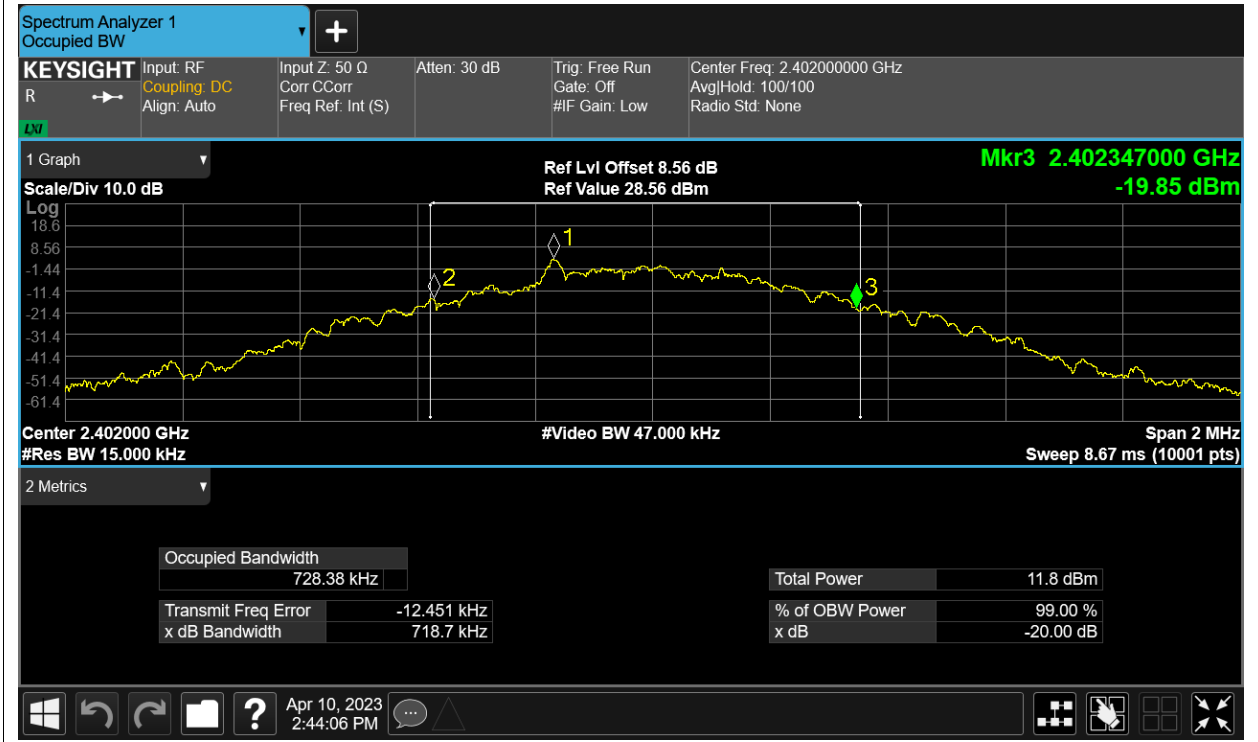 Spectrum Analyzer 1
Occupied BW
KEYSIGHT
R
LXI
Input: RF
Coupling: DC
Align: Auto
Input Z: 50 Ω
Corr CCorr
Freq Ref: Int (S)
Atten: 30 dB
Trig: Free Run
Gate: Off
#IF Gain: Low
Center Freq: 2.402000000 GHz
Avg|Hold: 100/100
Radio Std: None
1 Graph
Scale/Div 10.0 dB
Log
Ref Lvl Offset 8.56 dB
Ref Value 28.56 dBm
Mkr3 2.402347000 GHz
-19.85 dBm
18.6
8.56
-1.44
-11.4
-21.4
-31.4
-41.4
-51.4
-61.4
1
2
3
Center 2.402000 GHz
#Video BW 47.000 kHz
Span 2 MHz
#Res BW 15.000 kHz
Sweep 8.67 ms (10001 pts)
2 Metrics
Occupied Bandwidth
728.38 kHz
Total Power 11.8 dBm
Transmit Freq Error -12.451 kHz
% of OBW Power 99.00 %
x dB Bandwidth 718.7 kHz
x dB -20.00 dB
?
Apr 10, 2023
2:44:06 PM